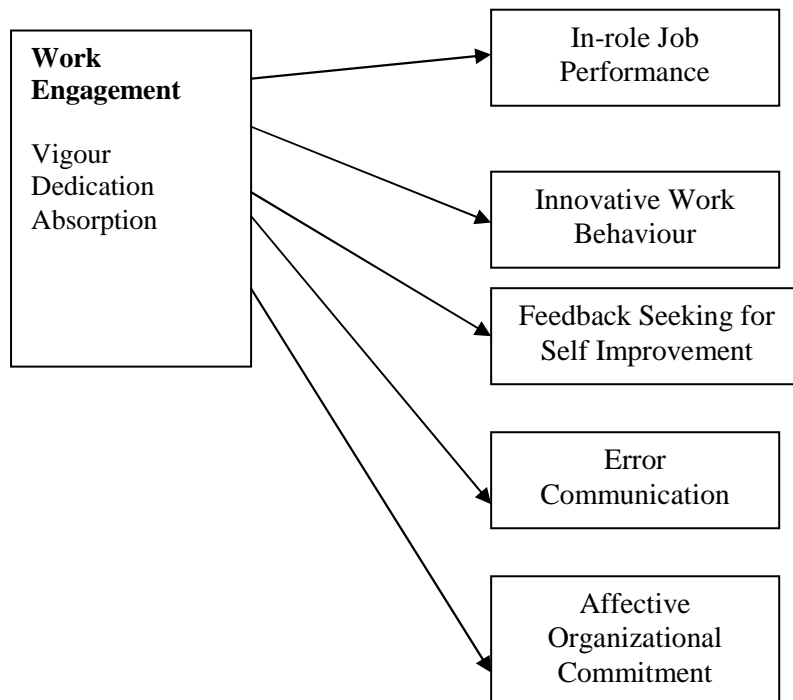 Work
Engagement
Vigour
Dedication
Absorption
In-role Job
Performance
Innovative Work
Behaviour
Feedback Seeking for
Self Improvement
Error
Communication
Affective
Organizational
Commitment